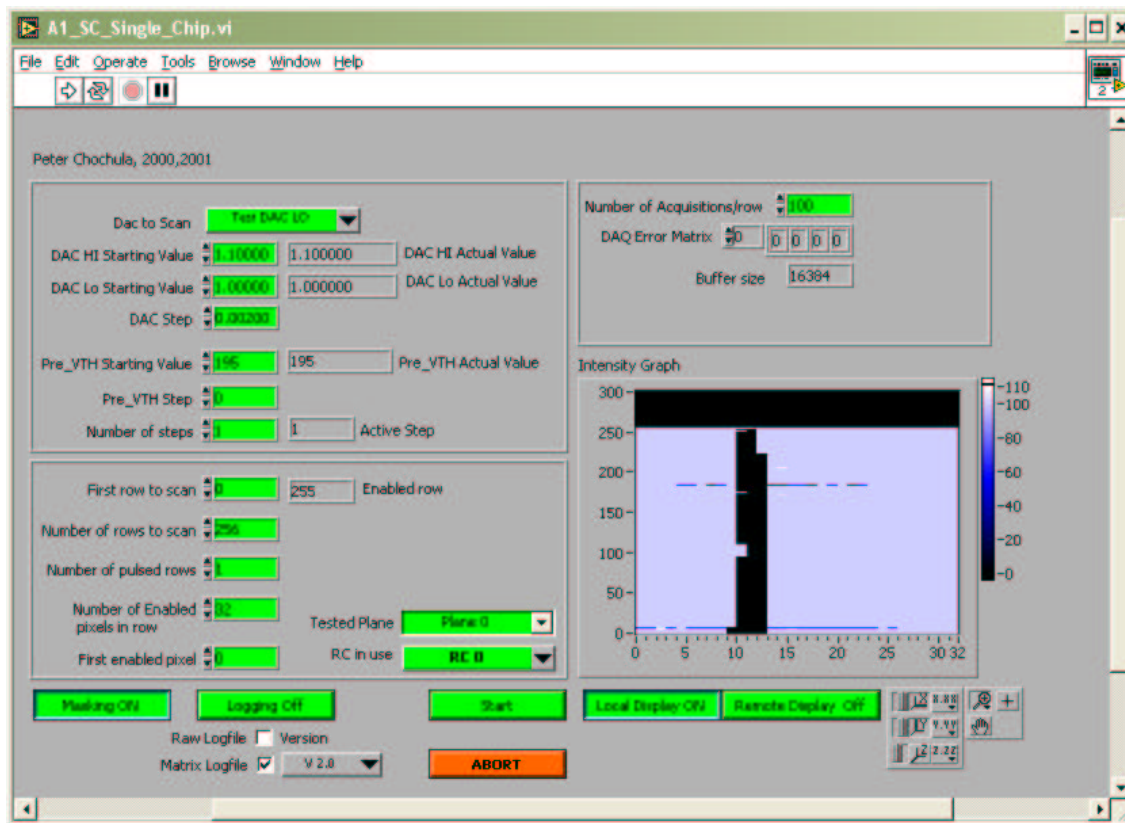 A1_SC_Single_Chip.vi
File Edit Operate Tools Browse Window Help
2
Peter Chochula, 2000,2001
Dac to Scan Test DAC LO
DAC HI Starting Value 1.10000 1.100000 DAC HI Actual Value
DAC Lo Starting Value 1.00000 1.000000 DAC Lo Actual Value
DAC Step 0.00200
Pre_VTH Starting Value 195 195 Pre_VTH Actual Value
Pre_VTH Step 0
Number of steps 1 1 Active Step
First row to scan 0 255 Enabled row
Number of rows to scan 256
Number of pulsed rows 1
Number of Enabled pixels in row 32
First enabled pixel 0
Tested Plane Plane 0
RC in use RC 0
Number of Acquisitions/row 100
DAQ Error Matrix 0 0 0 0 0
Buffer size 16384
Intensity Graph
300
250
200
150
100
50
0
0 5 10 15 20 25 30 32
110
100
80
60
40
20
0
Masking ON Logging Off Start Local Display ON Remote Display Off
Raw Logfile Version
Matrix Logfile V 2.0
ABORT
X X.XX
Y Y.YY
Z Z.ZZ